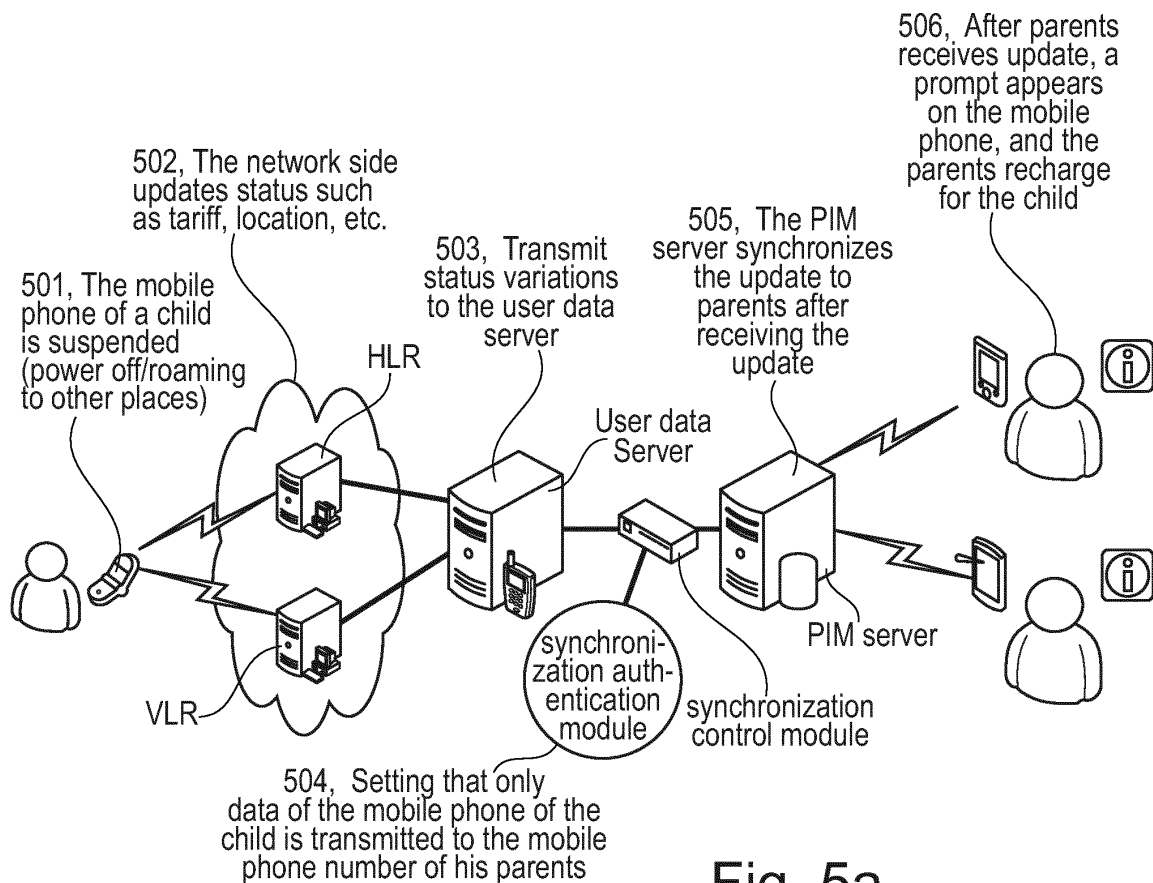 506, After parents
receives update, a
prompt appears
on the mobile
phone, and the
parents recharge
for the child
502, The network side
updates status such
as tariff, location, etc.
505, The PIM
server synchronizes
the update to
parents after
receiving the
update
503, Transmit
status variations
to the user data
server
501, The mobile
phone of a child
is suspended
(power off/roaming
to other places)
HLR
User data
Server
PIM server
synchroni-
zation auth-
entication
module
synchronization
control module
VLR
504, Setting that only
data of the mobile phone of the
child is transmitted to the mobile
phone number of his parents
Fig. 5a